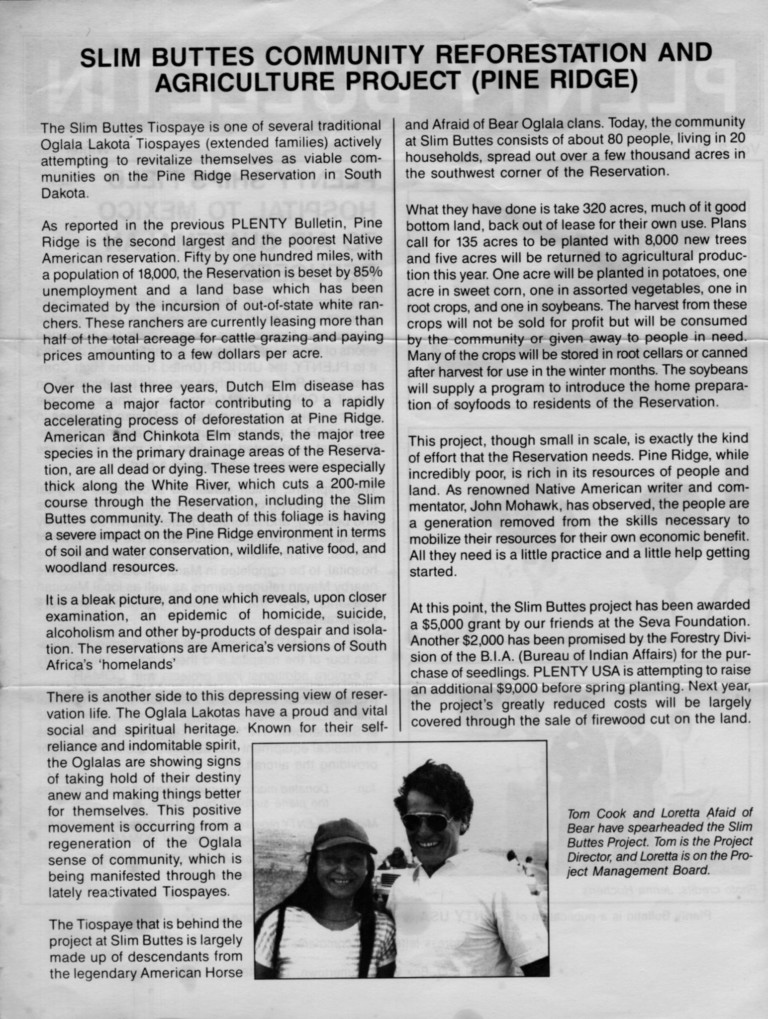 SLIM BUTTES COMMUNITY REFORESTATION AND
AGRICULTURE PROJECT (PINE RIDGE)
The Slim Buttes Tiospaye is one of several traditional
Oglala Lakota Tiospayes (extended families) actively
attempting to revitalize themselves as viable com-
munities on the Pine Ridge Reservation in South
Dakota.
As reported in the previous PLENTY Bulletin, Pine
Ridge is the second largest and the poorest Native
American reservation. Fifty by one hundred miles, with
a population of 18,000, the Reservation is beset by 85%
unemployment and a land base which has been
decimated by the incursion of out-of-state white ran-
chers. These ranchers are currently leasing more than
half of the total acreage for cattle grazing and paying
prices amounting to a few dollars per acre.
Over the last three years, Dutch Elm disease has
become a major factor contributing to a rapidly
accelerating process of deforestation at Pine Ridge.
American and Chinkota Elm stands, the major tree
species in the primary drainage areas of the Reserva-
tion, are all dead or dying. These trees were especially
thick along the White River, which cuts a 200-mile
course through the Reservation, including the Slim
Buttes community. The death of this foliage is having
a severe impact on the Pine Ridge environment in terms
of soil and water conservation, wildlife, native food, and
woodland resources.
It is a bleak picture, and one which reveals, upon closer
examination, an epidemic of homicide, suicide,
alcoholism and other by-products of despair and isola-
tion. The reservations are America's versions of South
Africa's 'homelands'
There is another side to this depressing view of reser-
vation life. The Oglala Lakotas have a proud and vital
social and spiritual heritage. Known for their self-
reliance and indomitable spirit,
the Oglalas are showing signs
of taking hold of their destiny
anew and making things better
for themselves. This positive
movement is occurring from a
regeneration of the Oglala
sense of community, which is
being manifested through the
lately reactivated Tiospayes.
The Tiospaye that is behind the
project at Slim Buttes is largely
made up of descendants from
the legendary American Horse
and Afraid of Bear Oglala clans. Today, the community
at Slim Buttes consists of about 80 people, living in 20
households, spread out over a few thousand acres in
the southwest corner of the Reservation.
What they have done is take 320 acres, much of it good
bottom land, back out of lease for their own use. Plans
call for 135 acres to be planted with 8,000 new trees
and five acres will be returned to agricultural produc-
tion this year. One acre will be planted in potatoes, one
acre in sweet corn, one in assorted vegetables, one in
root crops, and one in soybeans. The harvest from these
crops will not be sold for profit but will be consumed
by the community or given away to people in need.
Many of the crops will be stored in root cellars or canned
after harvest for use in the winter months. The soybeans
will supply a program to introduce the home prepara-
tion of soyfoods to residents of the Reservation.
This project, though small in scale, is exactly the kind
of effort that the Reservation needs. Pine Ridge, while
incredibly poor, is rich in its resources of people and
land. As renowned Native American writer and com-
mentator, John Mohawk, has observed, the people are
a generation removed from the skills necessary to
mobilize their resources for their own economic benefit.
All they need is a little practice and a little help getting
started.
At this point, the Slim Buttes project has been awarded
a $5,000 grant by our friends at the Seva Foundation.
Another $2,000 has been promised by the Forestry Divi-
sion of the B.I.A. (Bureau of Indian Affairs) for the pur-
chase of seedlings. PLENTY USA is attempting to raise
an additional $9,000 before spring planting. Next year,
the project's greatly reduced costs will be largely
covered through the sale of firewood cut on the land.
Tom Cook and Loretta Afaid of
Bear have spearheaded the Slim
Buttes Project. Tom is the Project
Director, and Loretta is on the Pro-
ject Management Board.